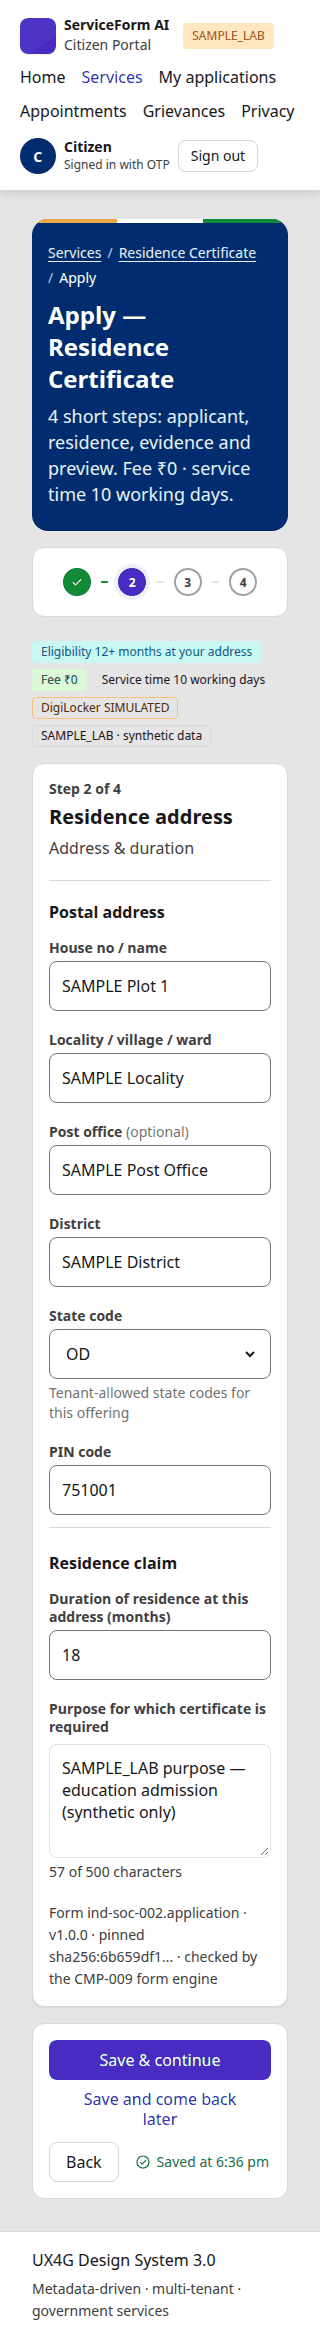 ServiceForm AI
Citizen Portal
SAMPLE_LAB
Home Services My applications
Appointments Grievances Privacy
C
Citizen
Signed in with OTP
Sign out
Services / Residence Certificate
/ Apply
Apply —
Residence
Certificate
4 short steps: applicant,
residence, evidence and
preview. Fee ₹0 · service
time 10 working days.
2 3 4
Eligibility 12+ months at your address
Fee ₹0 Service time 10 working days
DigiLocker SIMULATED
SAMPLE_LAB · synthetic data
Step 2 of 4
Residence address
Address & duration
Postal address
House no / name
SAMPLE Plot 1
Locality / village / ward
SAMPLE Locality
Post office (optional)
SAMPLE Post Office
District
SAMPLE District
State code
OD
Tenant-allowed state codes for
this offering
PIN code
751001
Residence claim
Duration of residence at this
address (months)
18
Purpose for which certificate is
required
SAMPLE_LAB purpose —
education admission
(synthetic only)
57 of 500 characters
Form ind-soc-002.application ·
v1.0.0 · pinned
sha256:6b659df1… · checked by
the CMP-009 form engine
Save & continue
Save and come back
later
Back
Saved at 6:36 pm
UX4G Design System 3.0
Metadata-driven · multi-tenant ·
government services